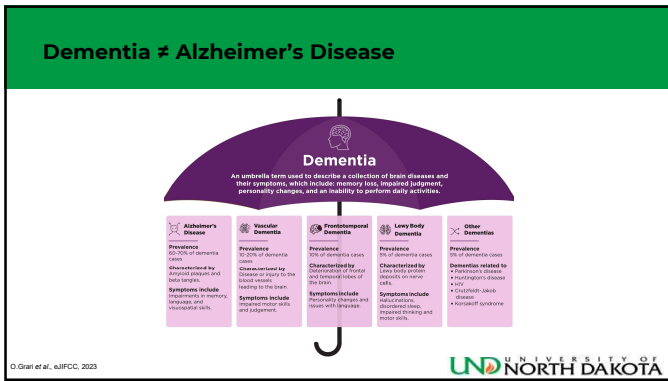 Dementia ≠ Alzheimer's Disease
Dementia
An umbrella term used to describe a collection of brain diseases and
their symptoms, which include: memory loss, impaired judgment,
personality changes, and an inability to perform daily activities.
Alzheimer's
Disease
Prevalence
60-70% of dementia
cases
Characterized by
Amyloid plaques and
beta tangles.
Symptoms include
Impairments in memory,
language, and
visuospatial skills.
Vascular
Dementia
Prevalence
10-20% of dementia
cases
Characterized by
Disease or injury to the
blood vessels
leading to the brain.
Symptoms include
Impaired motor skills
and judgement.
Frontotemporal
Dementia
Prevalence
10% of dementia cases
Characterized by
Deterioration of frontal
and temporal lobes of
the brain.
Symptoms include
Personality changes and
issues with language.
Lewy Body
Dementia
Prevalence
5% of dementia cases
Characterized by
Lewy body protein
deposits on nerve
cells.
Symptoms include
Hallucinations,
disordered sleep,
impaired thinking and
motor skills.
Other
Dementias
Prevalence
5% of dementia cases
Dementias related to
• Parkinson's disease
• Huntington's disease
• HIV
• Crutzfeldt-Jakob
disease
• Korsakoff syndrome
O.Grari et al., eJIFCC, 2023
UND UNIVERSITY OF
NORTH DAKOTA